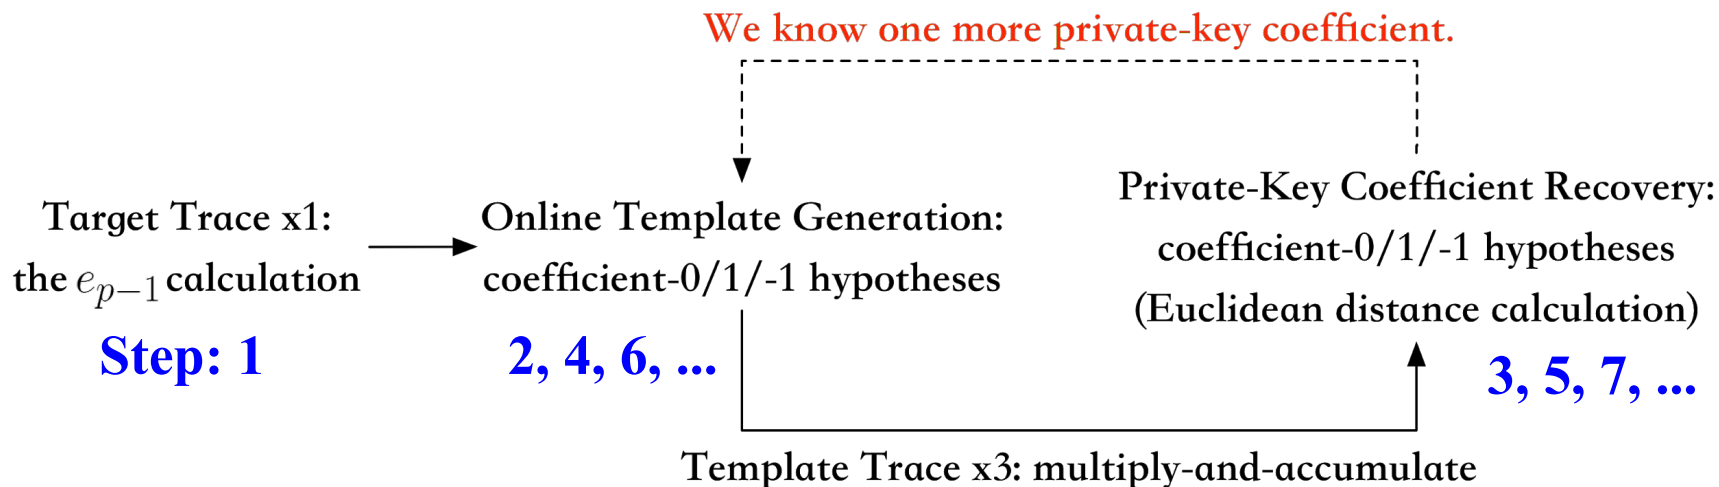 We know one more private-key coefficient.
Target Trace x1:
the e_{p-1} calculation
Step: 1
Online Template Generation:
coefficient-0/1/-1 hypotheses
2, 4, 6, ...
Private-Key Coefficient Recovery:
coefficient-0/1/-1 hypotheses
(Euclidean distance calculation)
3, 5, 7, ...
Template Trace x3: multiply-and-accumulate